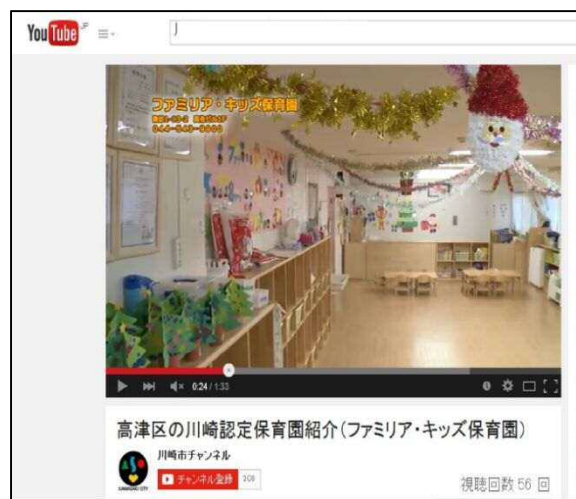 YouTube JP
J
ファミリア・キッズ保育園
0:24 / 1:33
高津区の川崎認定保育園紹介(ファミリア・キッズ保育園)
川崎市チャンネル
チャンネル登録
視聴回数 56 回